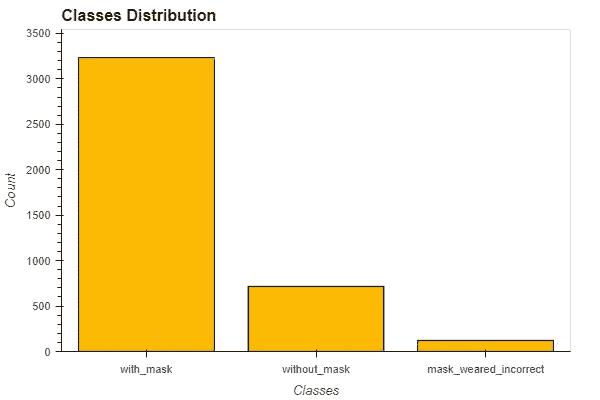 Classes Distribution
Count
3500
3000
2500
2000
1500
1000
500
0
with_mask
without_mask
mask_weared_incorrect
Classes